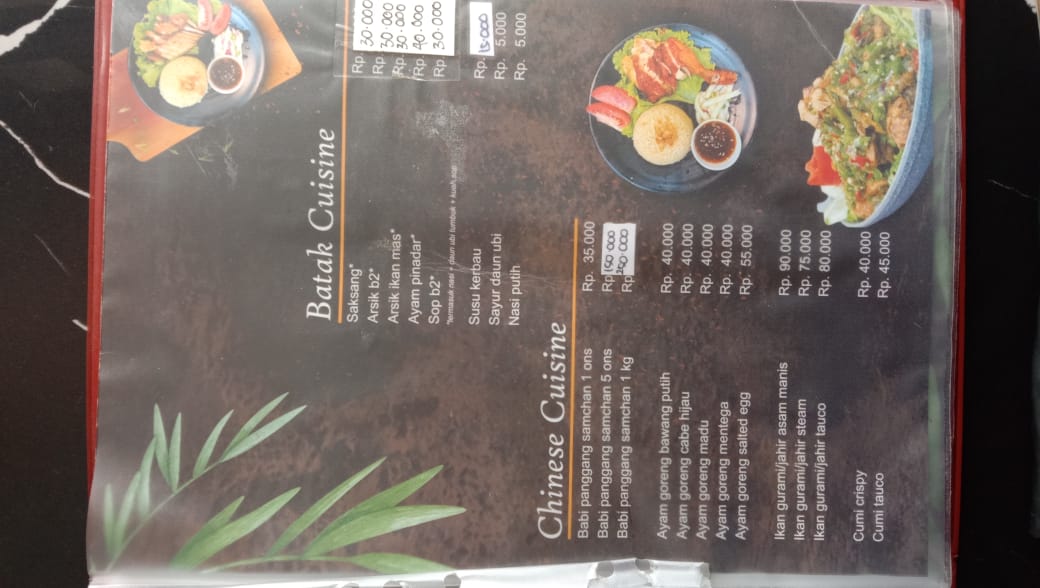 Batak Cuisine
Saksang* Rp. 30.000
Arsik b2* Rp. 30.000
Arsik ikan mas* Rp. 30.000
Ayam pinadar* Rp. 40.000
Sop b2* Rp. 30.000
*termasuk nasi + daun ubi tumbuk + kuah sop
Susu kerbau Rp. 15.000
Sayur daun ubi Rp. 5.000
Nasi putih Rp. 5.000
Chinese Cuisine
Babi panggang samchan 1 ons Rp. 35.000
Babi panggang samchan 5 ons Rp 150.000
Babi panggang samchan 1 kg Rp
Ayam goreng bawang putih Rp. 40.000
Ayam goreng cabe hijau Rp. 40.000
Ayam goreng madu Rp. 40.000
Ayam goreng mentega Rp. 40.000
Ayam goreng salted egg Rp. 55.000
Ikan gurami/jahir asam manis Rp. 90.000
Ikan gurami/jahir steam Rp. 75.000
Ikan gurami/jahir tauco Rp. 80.000
Cumi crispy Rp. 40.000
Cumi tauco Rp. 45.000